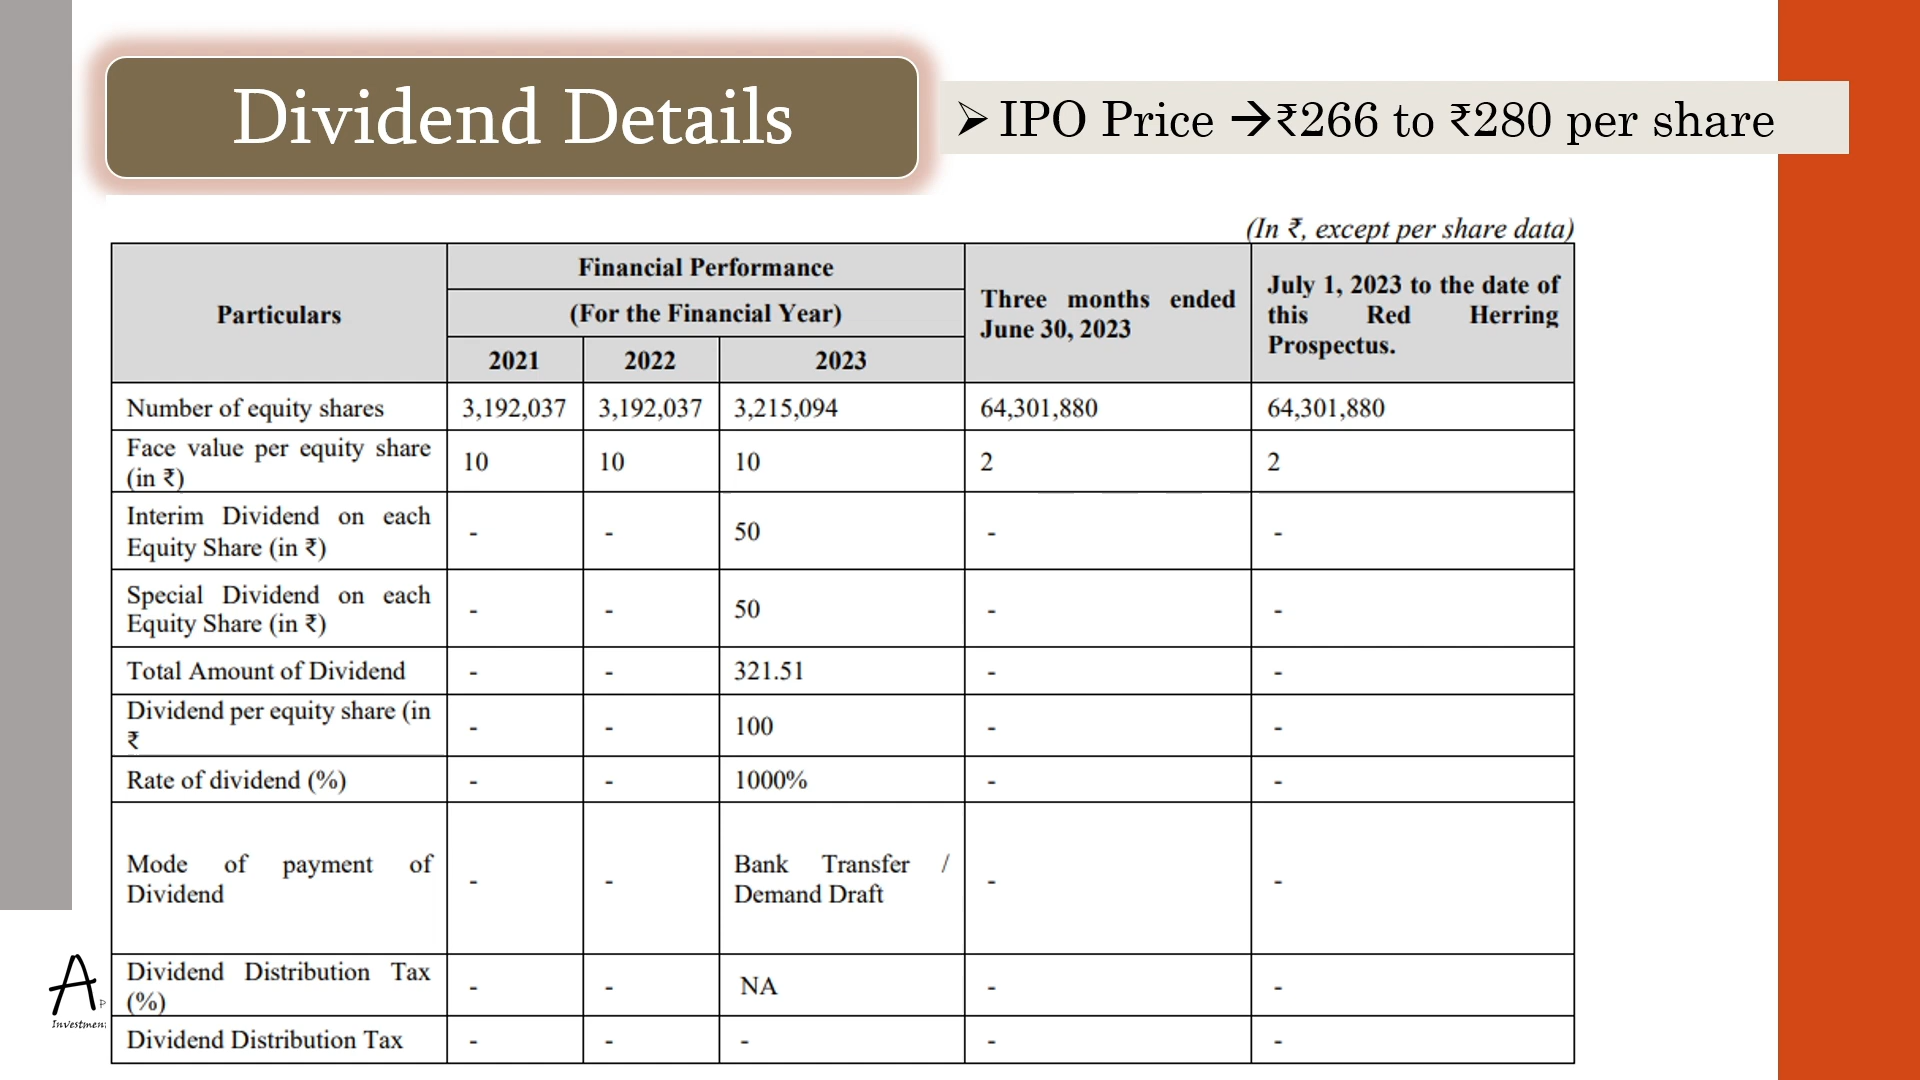 Dividend Details
➢ IPO Price →₹266 to ₹280 per share
(In ₹, except per share data)
Particulars
Financial Performance
(For the Financial Year)
2021 2022 2023
Three months ended
June 30, 2023
July 1, 2023 to the date of
this Red Herring
Prospectus.
Number of equity shares 3,192,037 3,192,037 3,215,094 64,301,880 64,301,880
Face value per equity share
(in ₹) 10 10 10 2 2
Interim Dividend on each
Equity Share (in ₹) - - 50 - -
Special Dividend on each
Equity Share (in ₹) - - 50 - -
Total Amount of Dividend - - 321.51 - -
Dividend per equity share (in
₹ - - 100 - -
Rate of dividend (%) - - 1000% - -
Mode of payment of
Dividend - - Bank Transfer /
Demand Draft - -
Dividend Distribution Tax
(%) - - NA - -
Dividend Distribution Tax - - - - -
A P